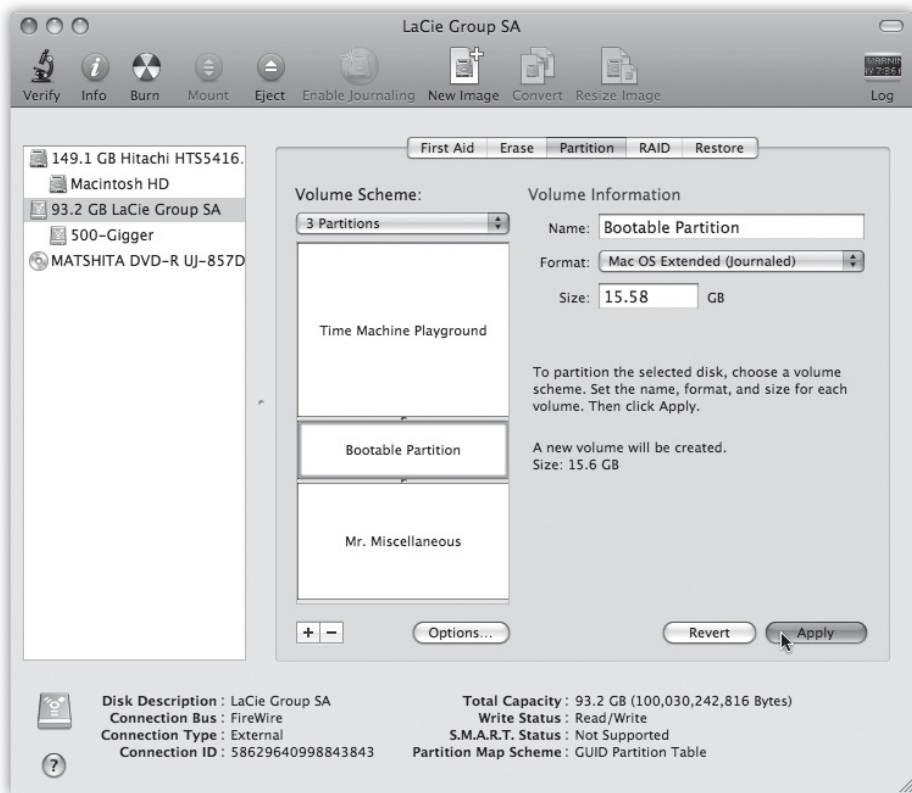 LaCie Group SA
Verify Info Burn Mount Eject Enable Journaling New Image Convert Resize Image Log
149.1 GB Hitachi HTS5416.
Macintosh HD
93.2 GB LaCie Group SA
500-Gigger
MATSHITA DVD-R UJ-857D
First Aid Erase Partition RAID Restore
Volume Scheme:
3 Partitions
Time Machine Playground
Bootable Partition
Mr. Miscellaneous
+ − Options...
Volume Information
Name: Bootable Partition
Format: Mac OS Extended (Journaled)
Size: 15.58 GB
To partition the selected disk, choose a volume
scheme. Set the name, format, and size for each
volume. Then click Apply.
A new volume will be created.
Size: 15.6 GB
Revert Apply
Disk Description : LaCie Group SA
Connection Bus : FireWire
Connection Type : External
Connection ID : 58629640998843843
Total Capacity : 93.2 GB (100,030,242,816 Bytes)
Write Status : Read/Write
S.M.A.R.T. Status : Not Supported
Partition Map Scheme : GUID Partition Table
?